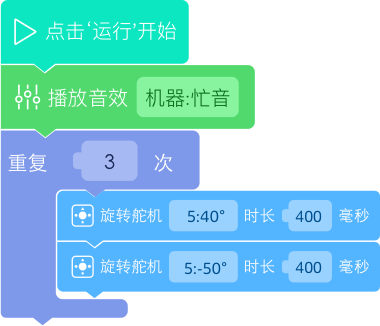 点击‘运行’开始
播放音效 机器:忙音
重复 3 次
旋转舵机 5:40° 时长 400 毫秒
旋转舵机 5:-50° 时长 400 毫秒